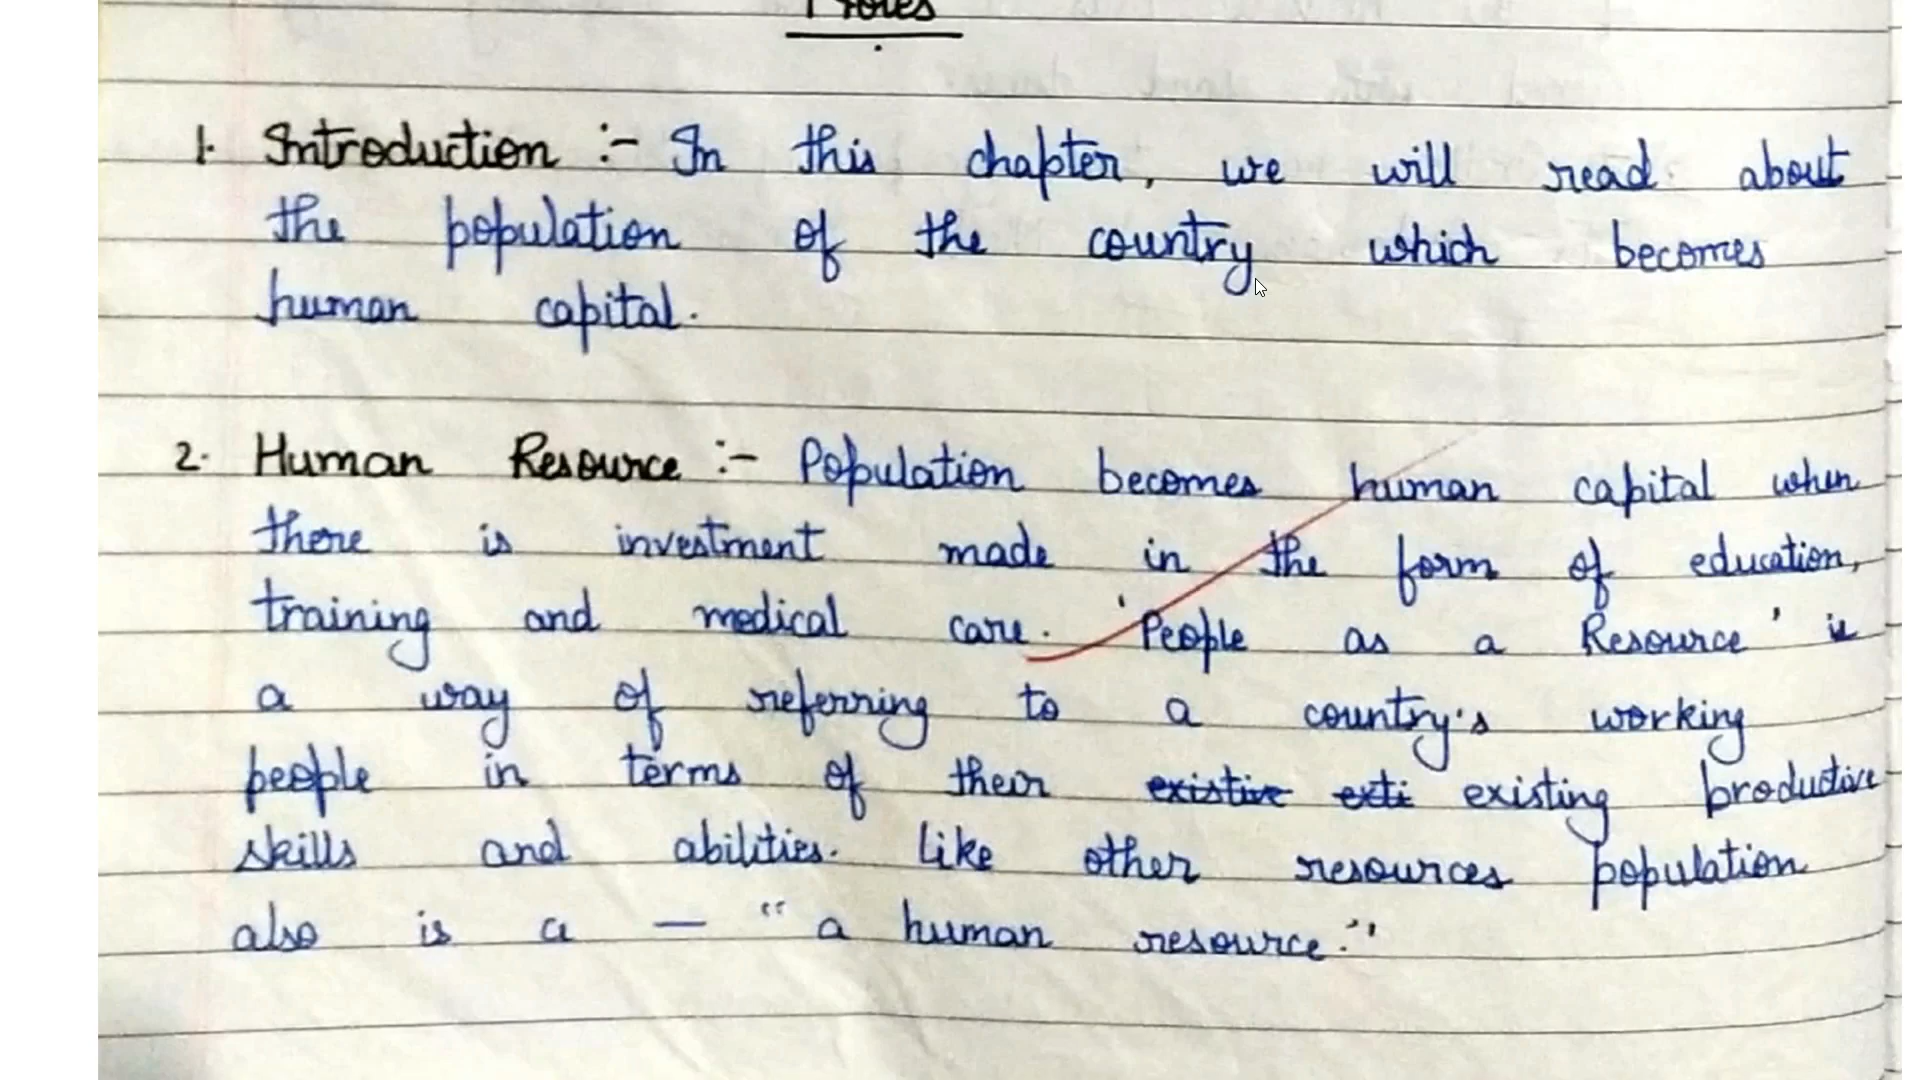 Notes
1. Introduction :- In this chapter, we will read about
the population of the country which becomes
human capital.
2. Human Resource :- Population becomes human capital when
there is investment made in the form of education,
training and medical care. 'People as a Resource' is
a way of referring to a country's working
people in terms of their existive exti existing productive
skills and abilities. Like other resources population
also is a — "a human resource."